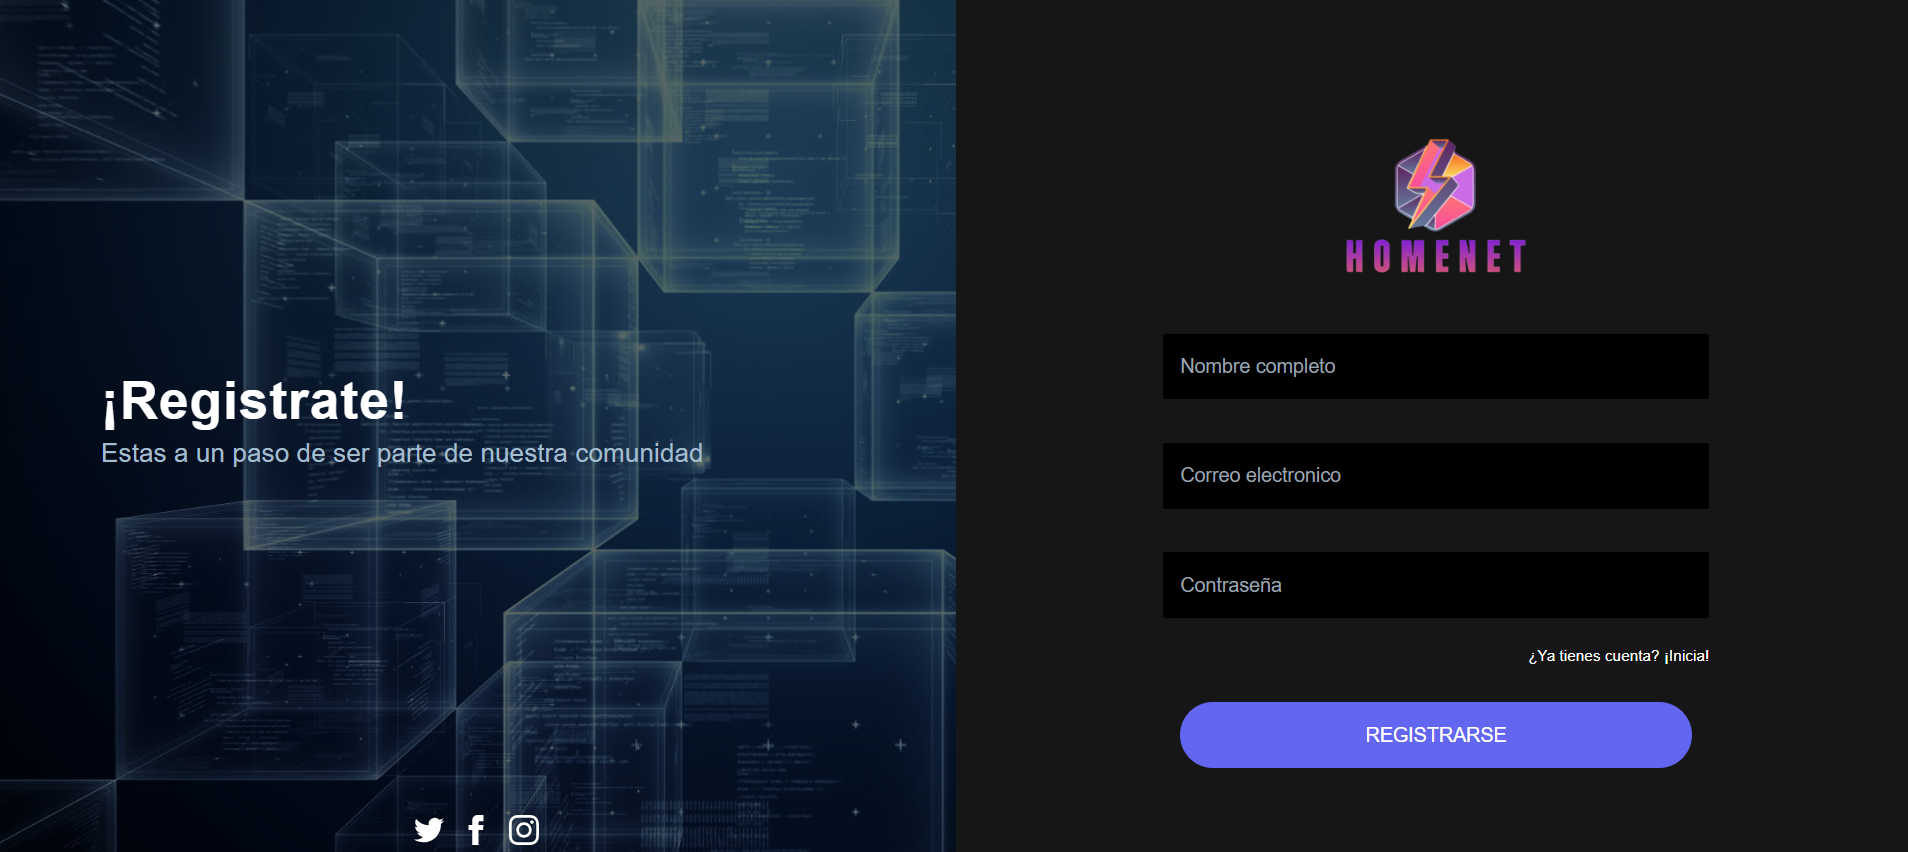 ¡Registrate!
Estas a un paso de ser parte de nuestra comunidad
HOMENET
Nombre completo
Correo electronico
Contraseña
¿Ya tienes cuenta? ¡Inicia!
REGISTRARSE